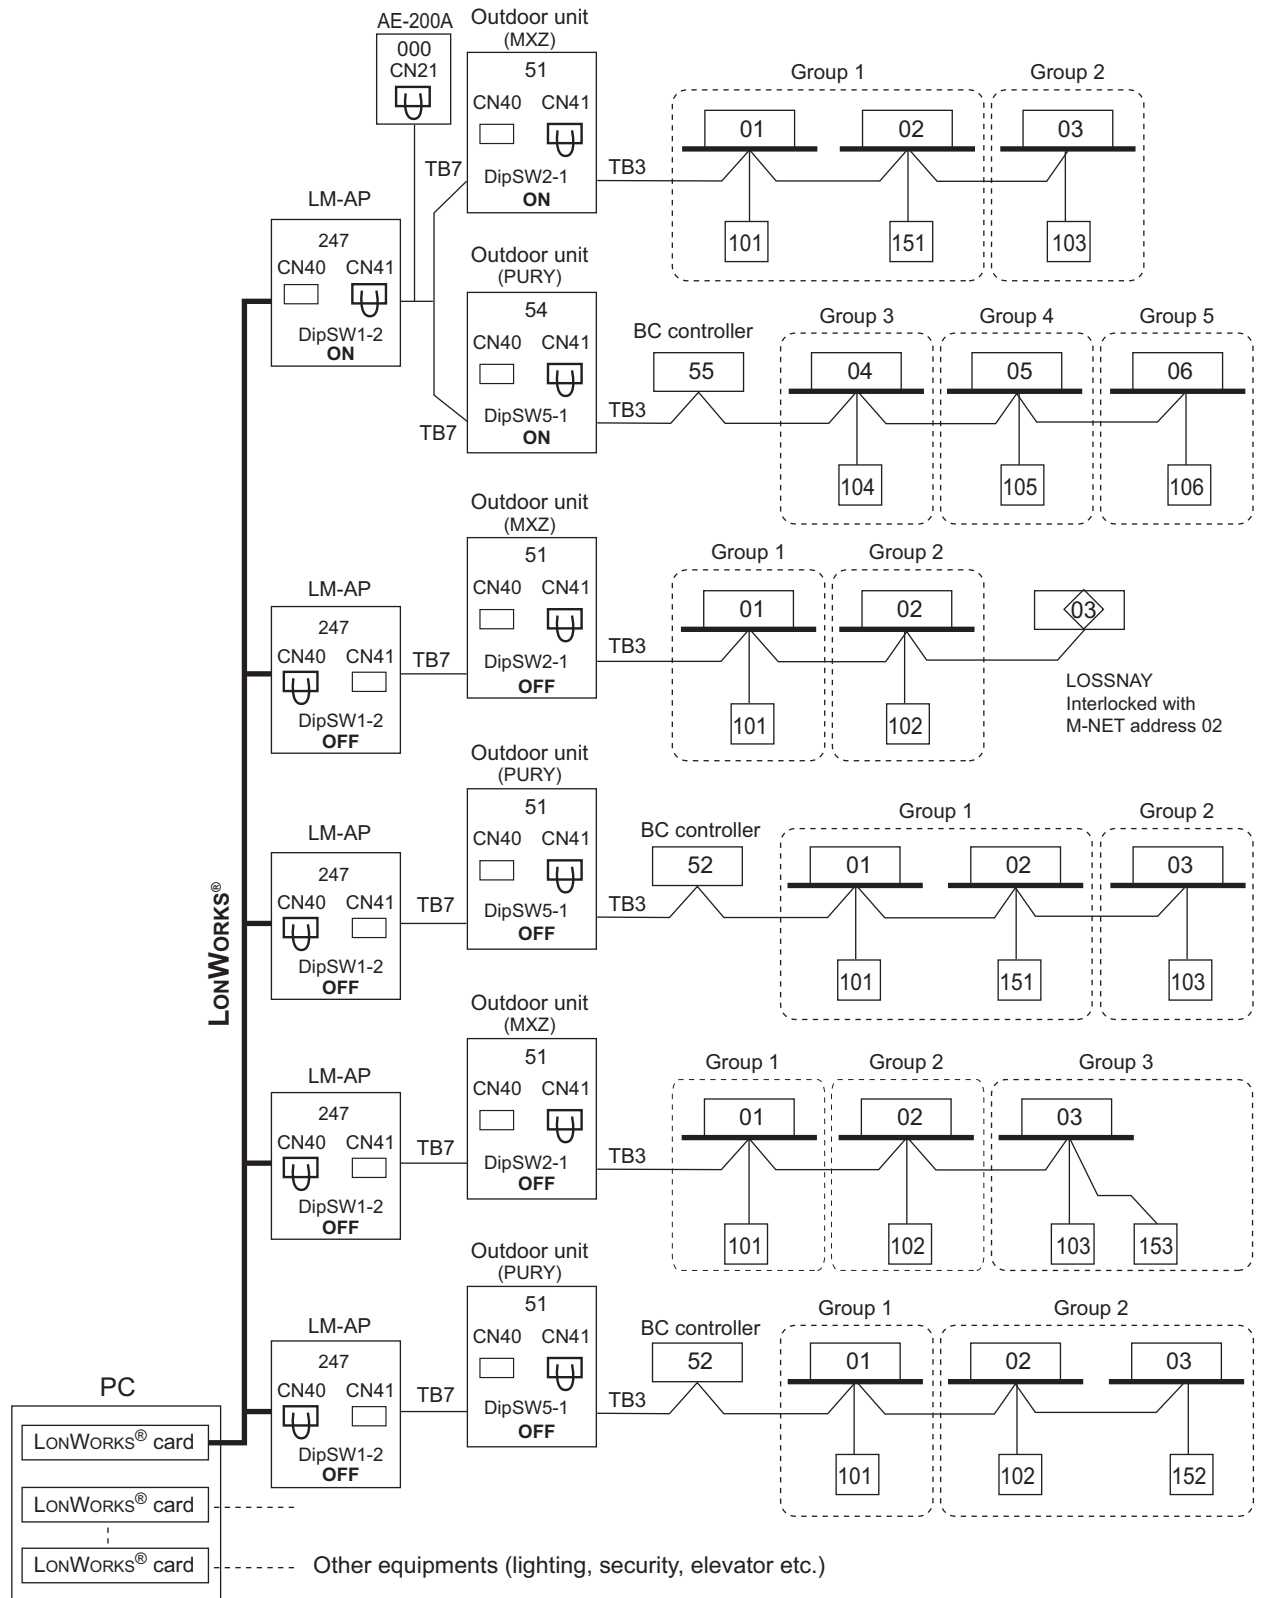 AE-200A
000
CN21
Outdoor unit
(MXZ)
51
CN40 CN41
DipSW2-1
ON
TB7
TB3
Group 1
Group 2
01
02
03
101
151
103
LM-AP
247
CN40 CN41
DipSW1-2
ON
Outdoor unit
(PURY)
54
CN40 CN41
DipSW5-1
ON
TB7
TB3
BC controller
55
Group 3
Group 4
Group 5
04
05
06
104
105
106
LM-AP
247
CN40 CN41
DipSW1-2
OFF
TB7
Outdoor unit
(MXZ)
51
CN40 CN41
DipSW2-1
OFF
TB3
Group 1
Group 2
01
02
03
101
102
LOSSNAY
Interlocked with
M-NET address 02
LM-AP
247
CN40 CN41
DipSW1-2
OFF
TB7
Outdoor unit
(PURY)
51
CN40 CN41
DipSW5-1
OFF
TB3
BC controller
52
Group 1
Group 2
01
02
03
101
151
103
LONWORKS®
LM-AP
247
CN40 CN41
DipSW1-2
OFF
TB7
Outdoor unit
(MXZ)
51
CN40 CN41
DipSW2-1
OFF
TB3
Group 1
Group 2
Group 3
01
02
03
101
102
103
153
LM-AP
247
CN40 CN41
DipSW1-2
OFF
TB7
Outdoor unit
(PURY)
51
CN40 CN41
DipSW5-1
OFF
TB3
BC controller
52
Group 1
Group 2
01
02
03
101
102
152
PC
LONWORKS® card
LONWORKS® card
LONWORKS® card
Other equipments (lighting, security, elevator etc.)